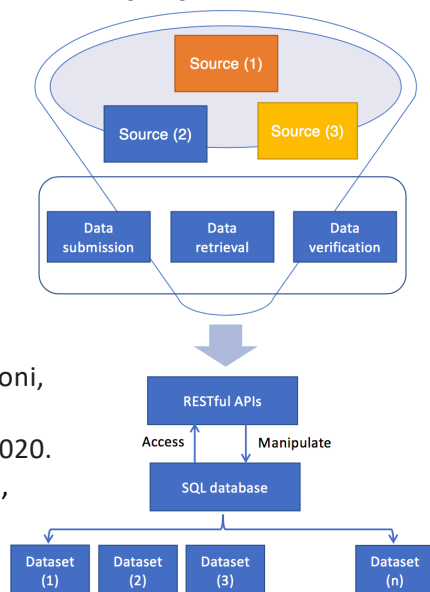 Source (1)
Source (2)
Source (3)
Data
submission
Data
retrieval
Data
verification
oni,
020.
,
RESTful APIs
Access
Manipulate
SQL database
Dataset
(1)
Dataset
(2)
Dataset
(3)
Dataset
(n)